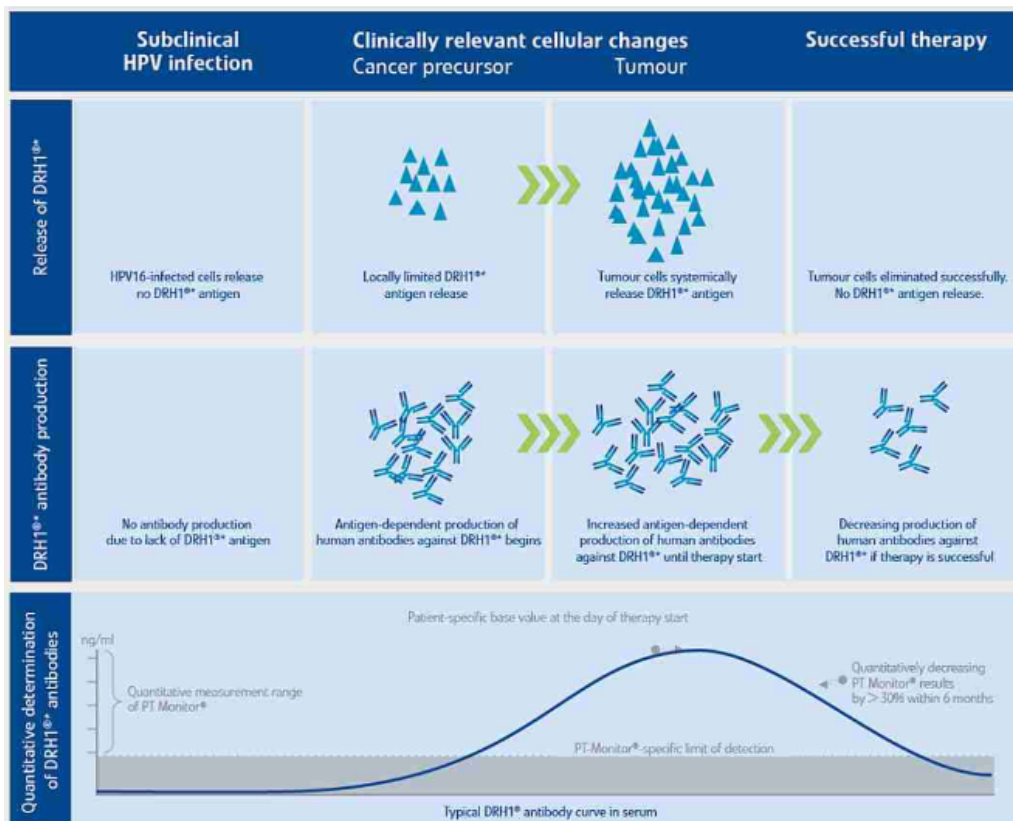 Subclinical
HPV infection
Clinically relevant cellular changes
Cancer precursor
Tumour
Successful therapy
Release of DRH1®*
HPV16-infected cells release
no DRH1®* antigen
Locally limited DRH1®*
antigen release
Tumour cells systemically
release DRH1®* antigen
Tumour cells eliminated successfully.
No DRH1®* antigen release.
DRH1®* antibody production
No antibody production
due to lack of DRH1®* antigen
Antigen-dependent production of
human antibodies against DRH1®* begins
Increased antigen-dependent
production of human antibodies
against DRH1®* until therapy start
Decreasing production of
human antibodies against
DRH1®* if therapy is successful
Quantitative determination
of DRH1®* antibodies
ng/ml
Quantitative measurement range
of PT Monitor®
Patient-specific base value at the day of therapy start
Quantitatively decreasing
PT Monitor® results
by > 30% within 6 months
PT-Monitor®-specific limit of detection
Typical DRH1® antibody curve in serum